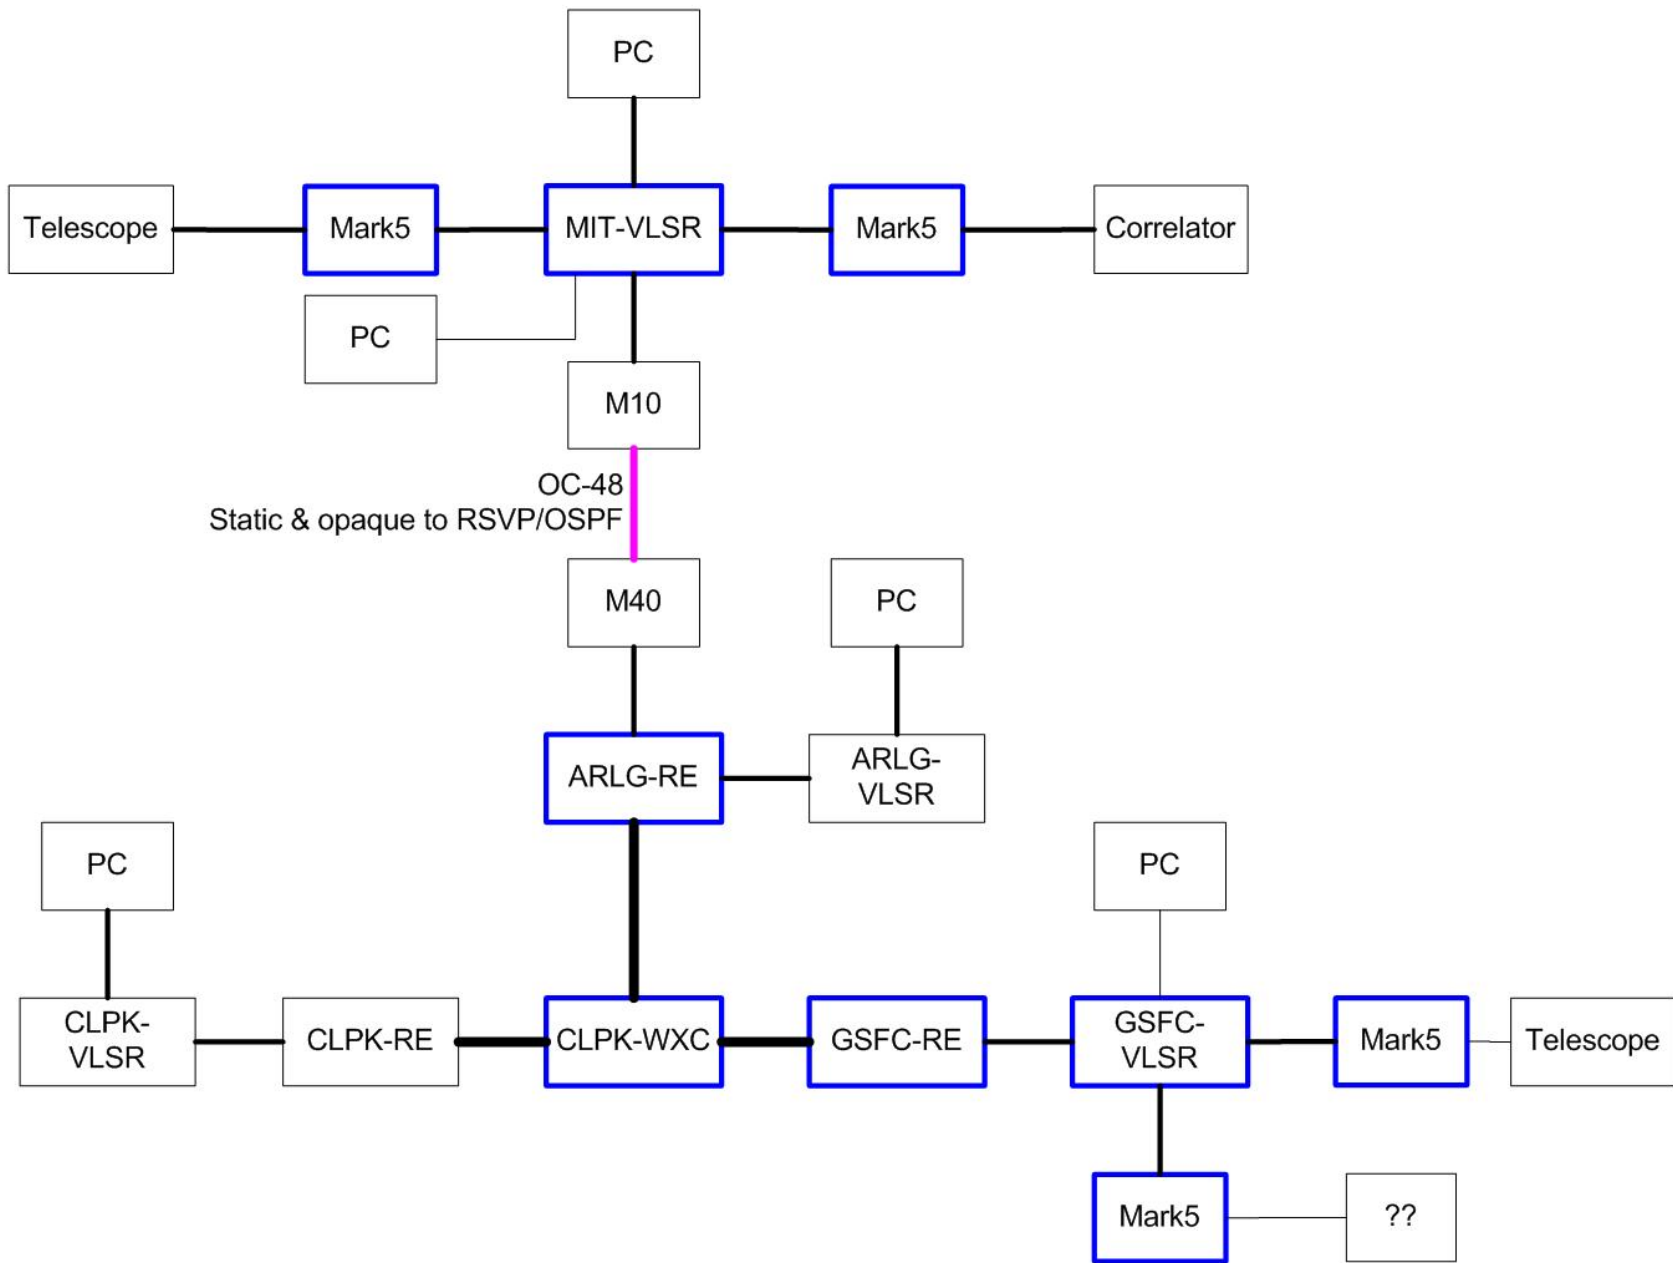 PC
Telescope
Mark5
MIT-VLSR
Mark5
Correlator
PC
M10
OC-48
Static & opaque to RSVP/OSPF
M40
PC
ARLG-RE
ARLG-
VLSR
PC
PC
CLPK-
VLSR
CLPK-RE
CLPK-WXC
GSFC-RE
GSFC-
VLSR
Mark5
Telescope
Mark5
??